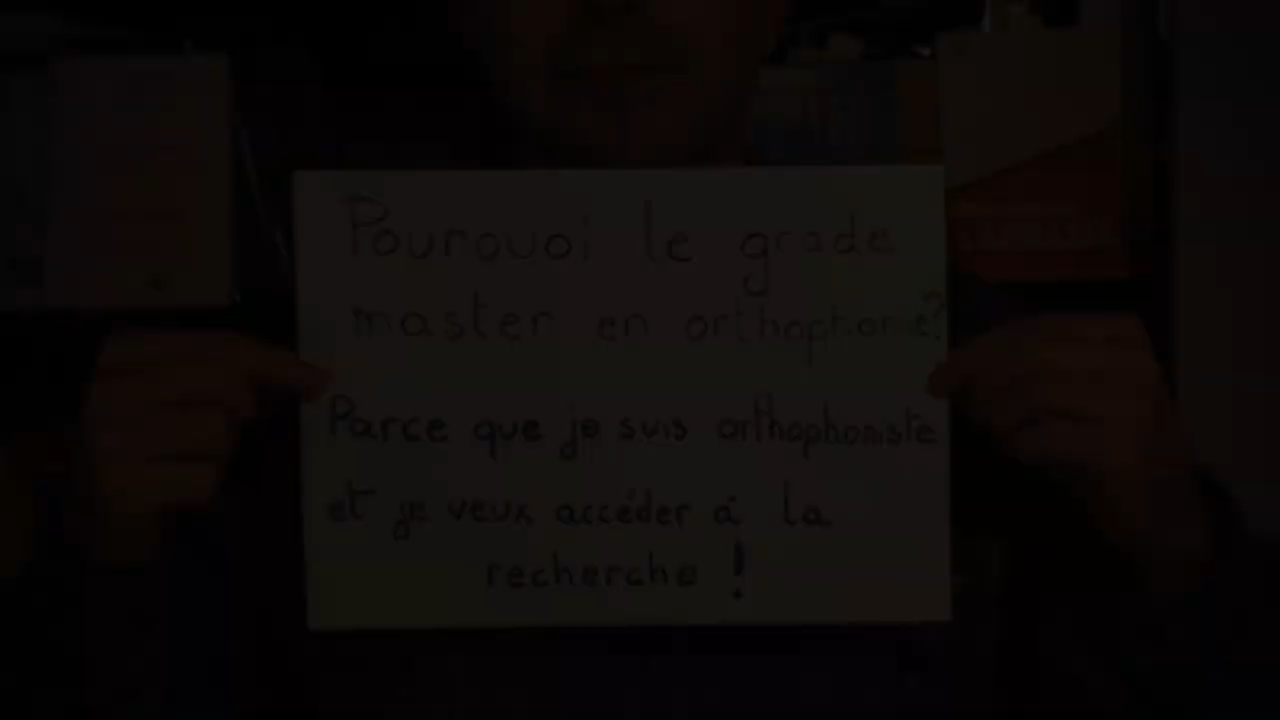 Pourquoi le grade
master en orthophonie?
Parce que je suis orthophoniste
et je veux accéder à la
recherche !